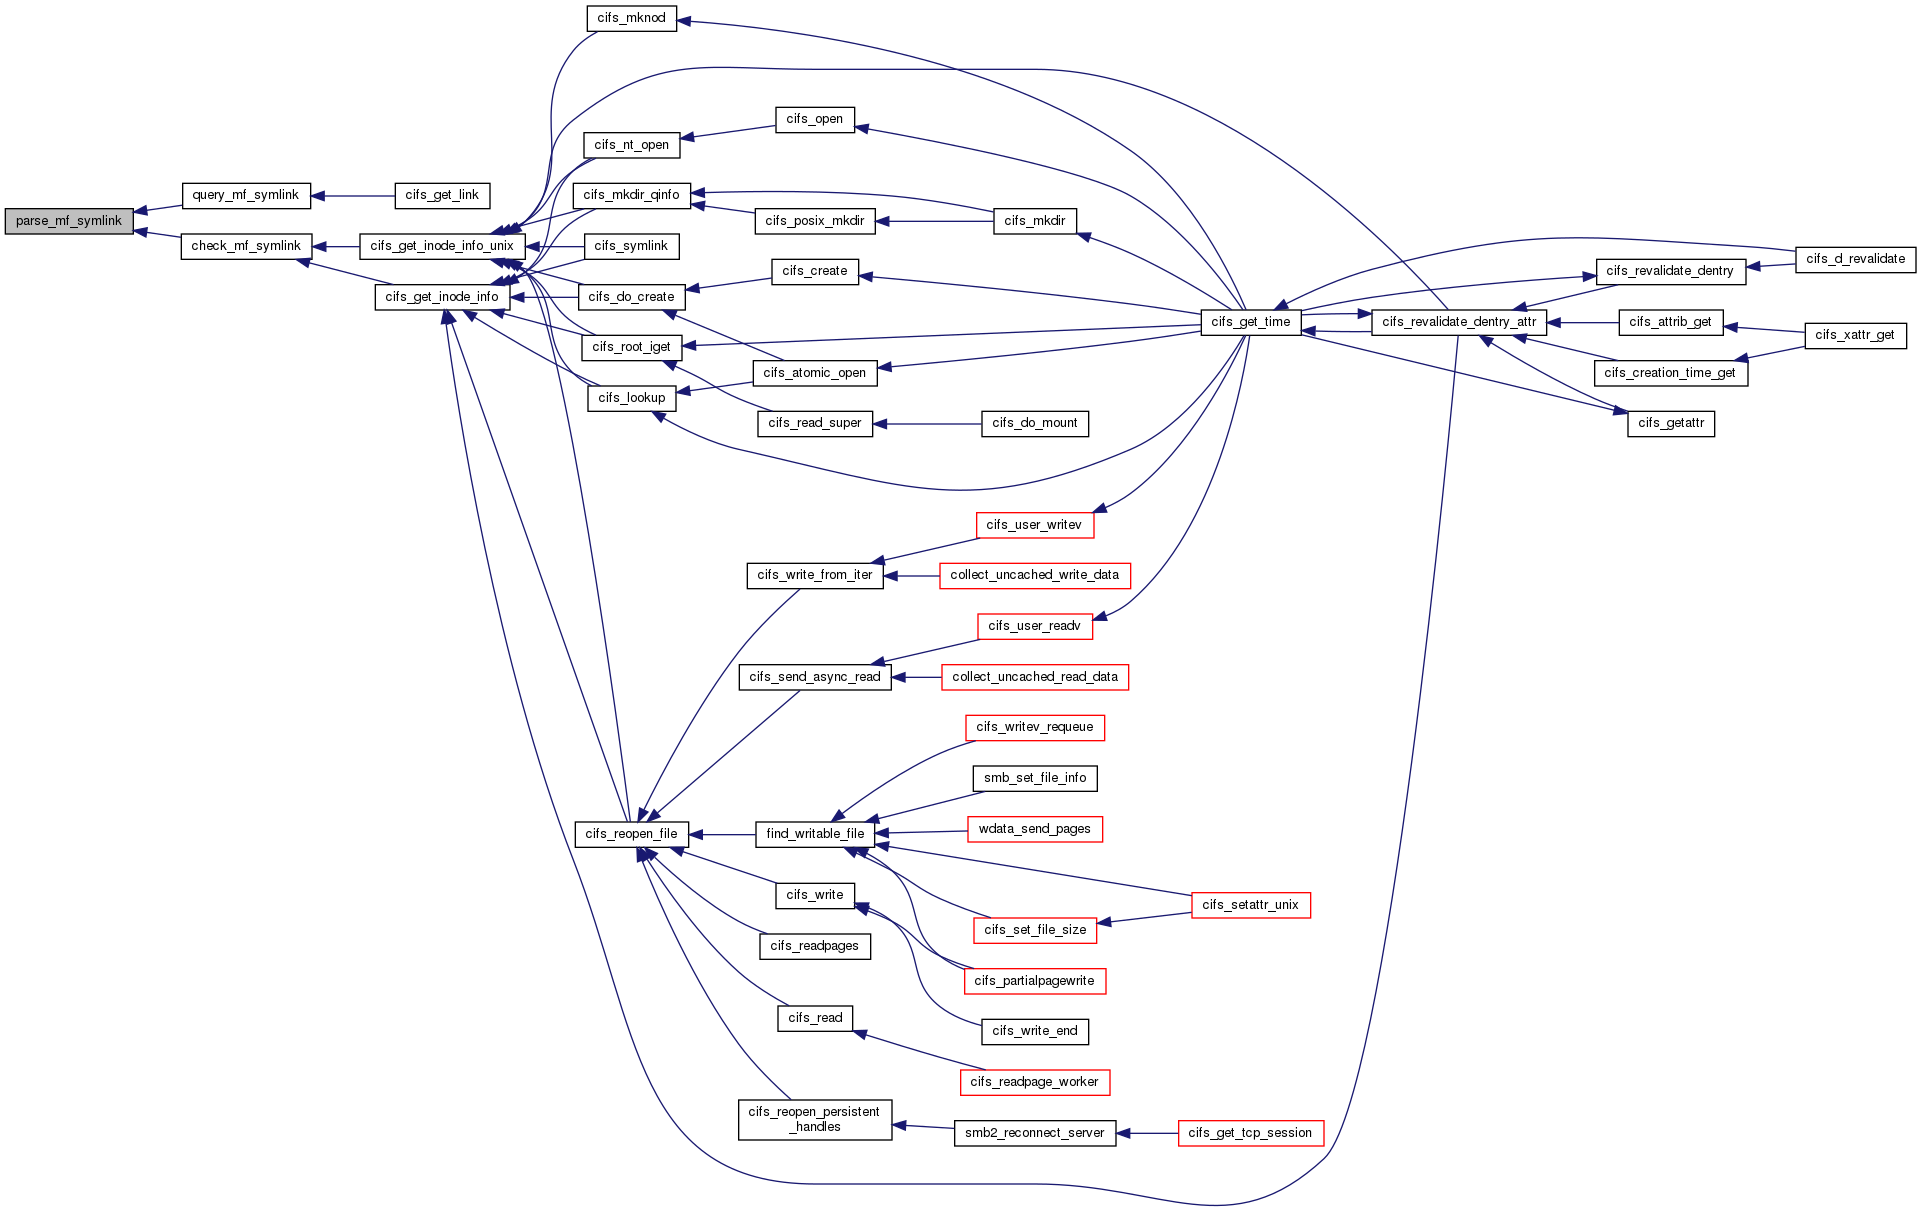 cifs_mknod
cifs_open
cifs_nt_open
query_mf_symlink
cifs_get_link
cifs_mkdir_qinfo
parse_mf_symlink
cifs_posix_mkdir
cifs_mkdir
check_mf_symlink
cifs_get_inode_info_unix
cifs_symlink
cifs_d_revalidate
cifs_create
cifs_revalidate_dentry
cifs_get_inode_info
cifs_do_create
cifs_get_time
cifs_revalidate_dentry_attr
cifs_attrib_get
cifs_xattr_get
cifs_root_iget
cifs_atomic_open
cifs_creation_time_get
cifs_lookup
cifs_read_super
cifs_do_mount
cifs_getattr
cifs_user_writev
cifs_write_from_iter
collect_uncached_write_data
cifs_user_readv
cifs_send_async_read
collect_uncached_read_data
cifs_writev_requeue
smb_set_file_info
cifs_reopen_file
find_writable_file
wdata_send_pages
cifs_write
cifs_setattr_unix
cifs_set_file_size
cifs_readpages
cifs_partialpagewrite
cifs_read
cifs_write_end
cifs_readpage_worker
cifs_reopen_persistent
_handles
smb2_reconnect_server
cifs_get_tcp_session